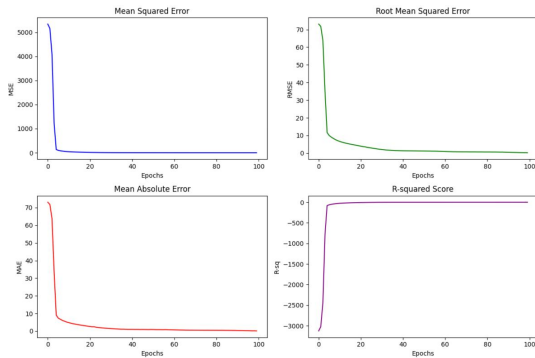 Mean Squared Error
5000
4000
3000
2000
1000
0
MSE
0 20 40 60 80 100
Epochs
Root Mean Squared Error
70
60
50
40
30
20
10
0
RMSE
0 20 40 60 80 100
Epochs
Mean Absolute Error
70
60
50
40
30
20
10
0
MAE
0 20 40 60 80 100
Epochs
R-squared Score
0
−500
−1000
−1500
−2000
−2500
−3000
R-sq
0 20 40 60 80 100
Epochs